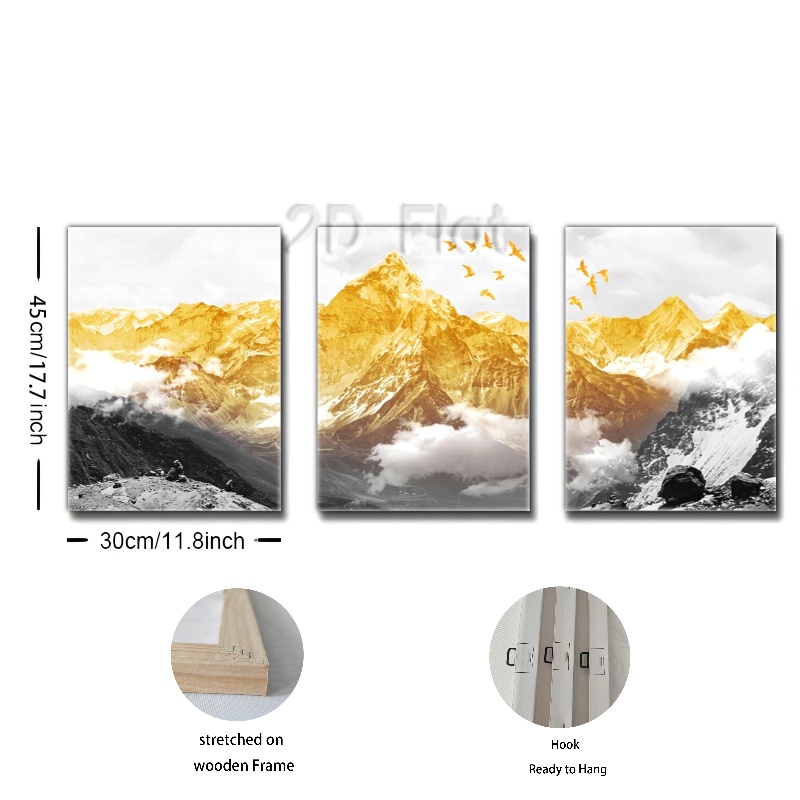 2D Flat
45cm/17.7inch
30cm/11.8inch
stretched on
wooden Frame
Hook
Ready to Hang